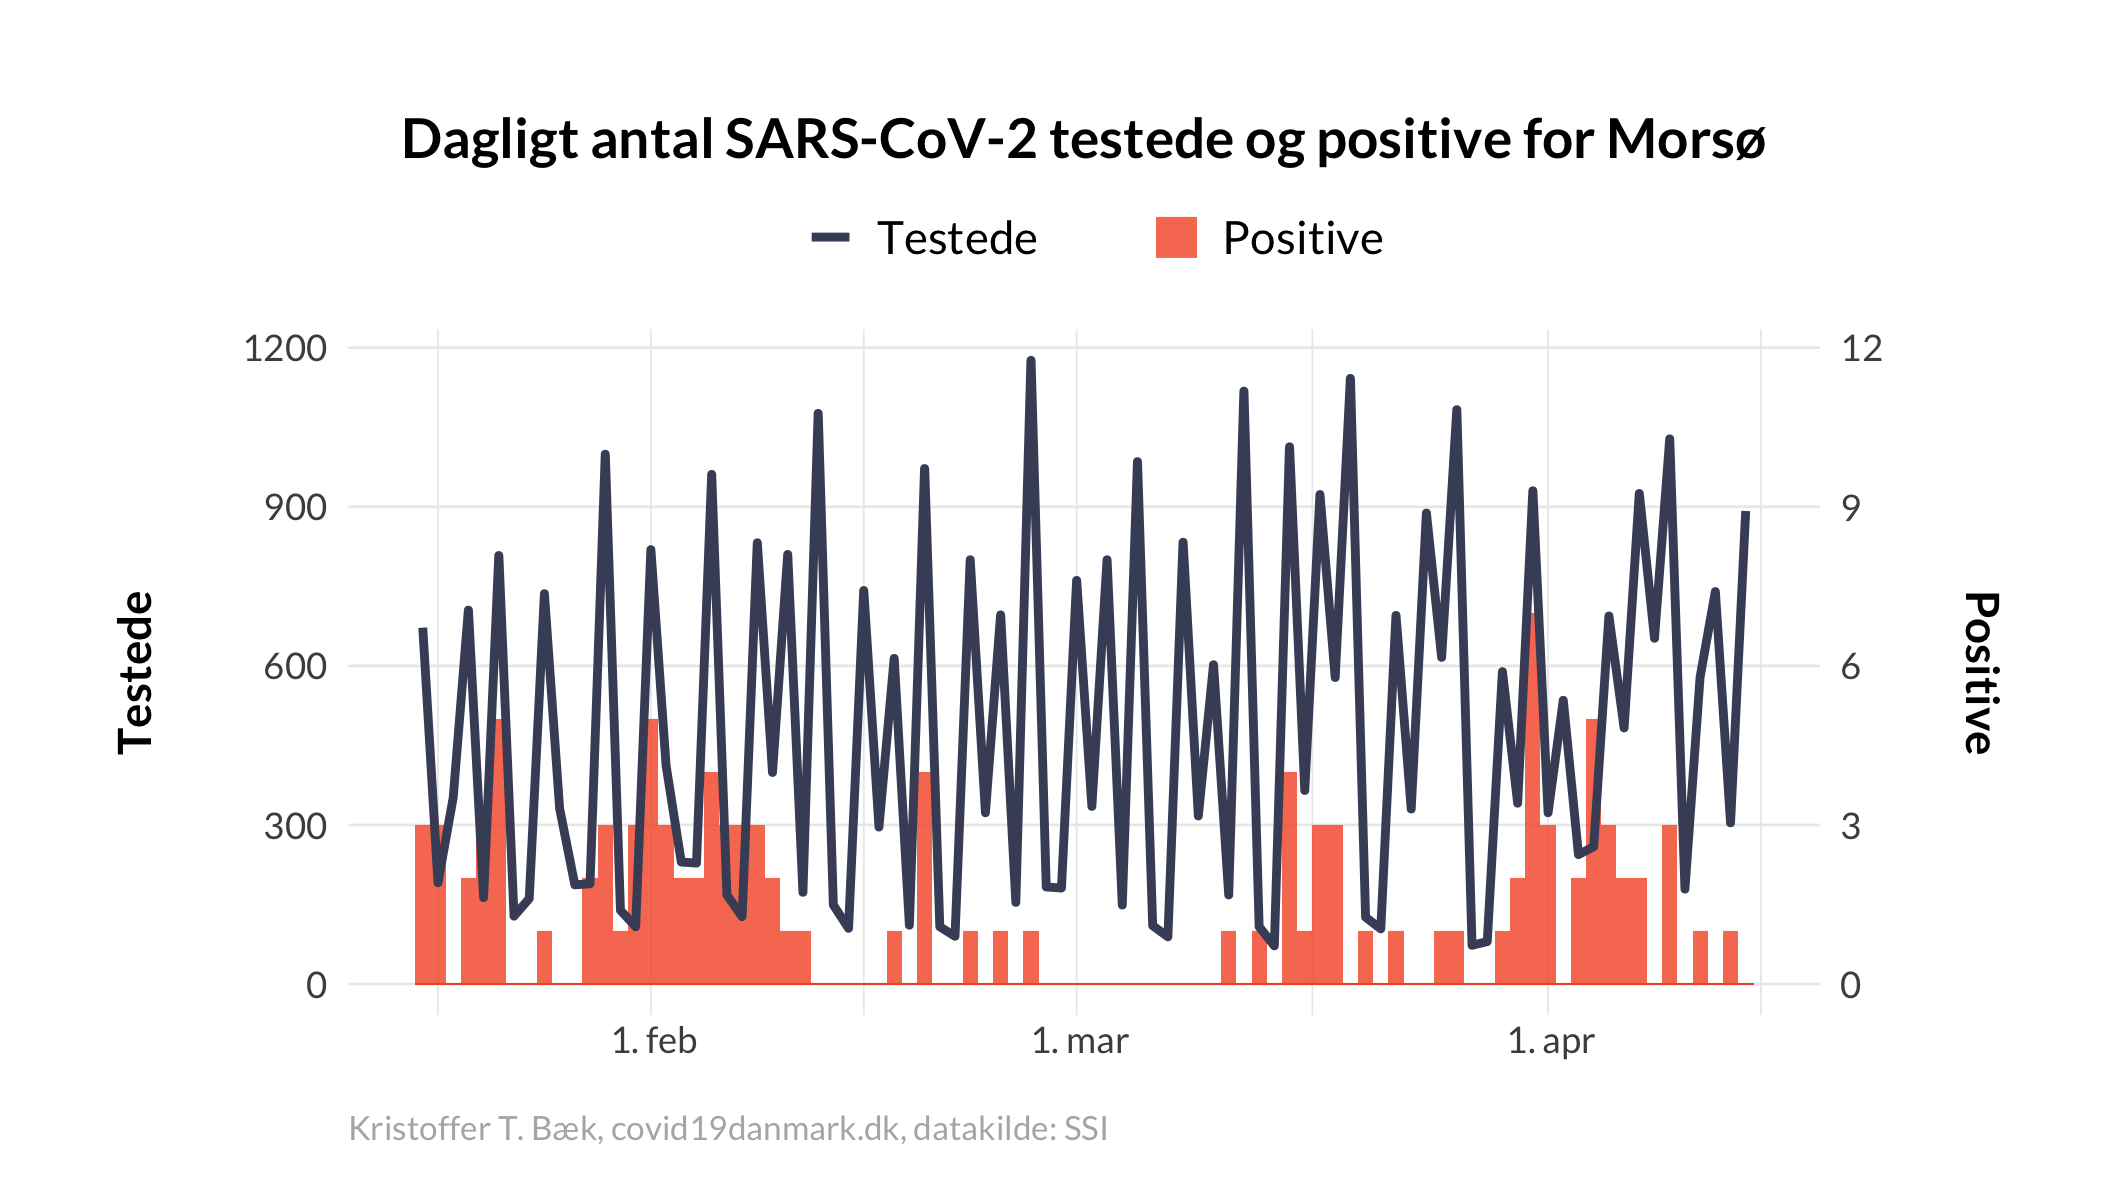 Dagligt antal SARS-CoV-2 testede og positive for Morsø
Testede
Positive
1200
900
600
300
0
12
9
6
3
0
Testede
Positive
1. feb
1. mar
1. apr
Kristoffer T. Bæk, covid19danmark.dk, datakilde: SSI